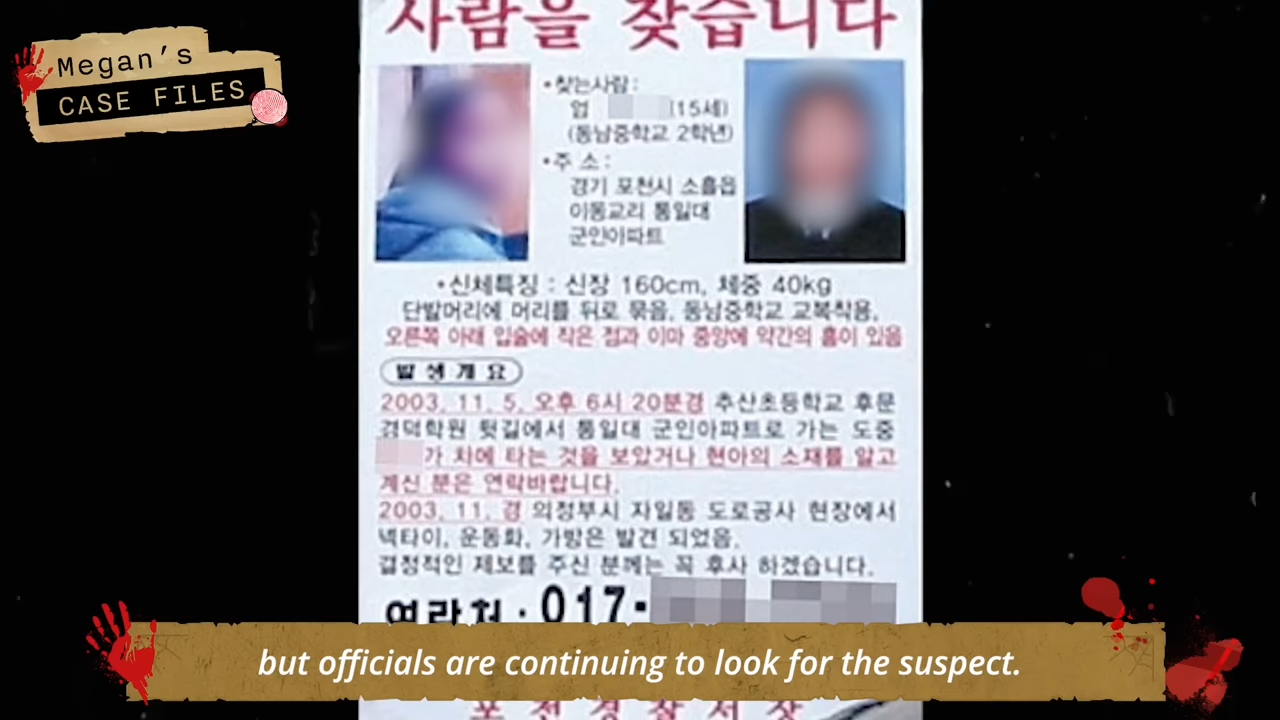 Megan's
CASE FILES
사람을 찾습니다
•찾는사람 :
엄 (15세)
(동남중학교 2학년)
•주 소 :
경기 포천시 소흘읍
이동교리 통일대
군인아파트
•신체특징 : 신장 160cm, 체중 40kg
단발머리에 머리를 뒤로 묶음, 동남중학교 교복착용,
오른쪽 아래 입술에 작은 점과 이마 중앙에 약간의 흠이 있음
발 생 개 요
2003. 11. 5. 오후 6시 20분경 추산초등학교 후문
경덕학원 뒷길에서 통일대 군인아파트로 가는 도중
가 차에 타는 것을 보았거나 현아의 소재를 알고
계신 분은 연락바랍니다.
2003. 11. 경 의정부시 자일동 도로공사 현장에서
넥타이, 운동화, 가방은 발견 되었음.
결정적인 제보를 주신 분께는 꼭 후사 하겠습니다.
연락처 : 017-
but officials are continuing to look for the suspect.
포 천 경 찰 서 장